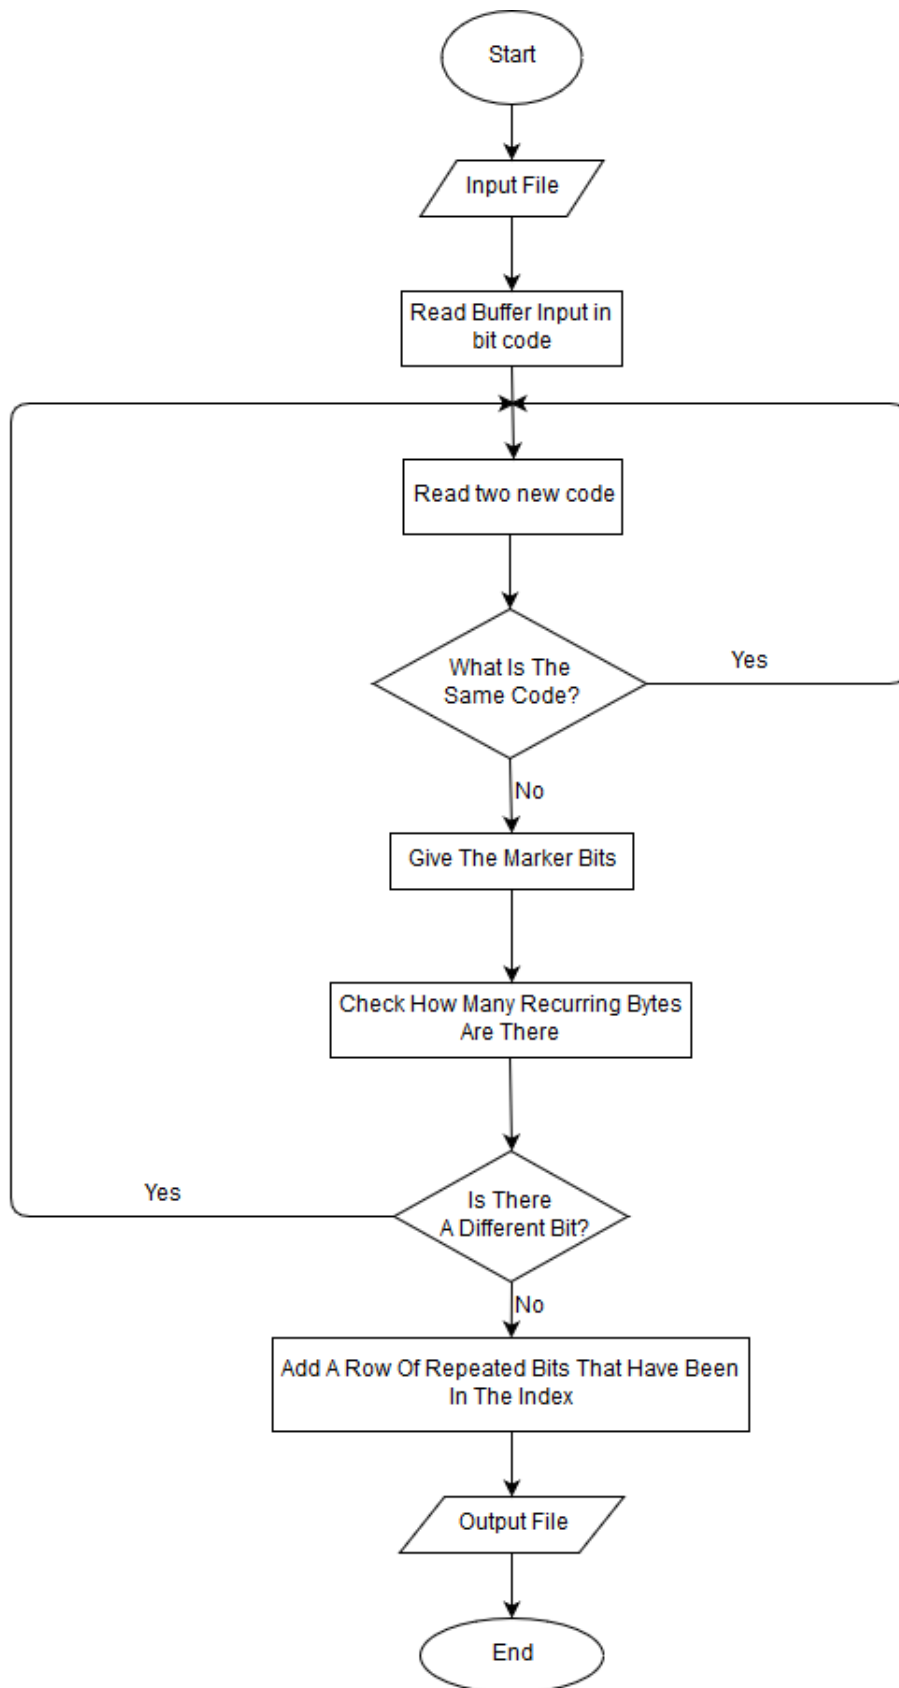 Start
Input File
Read Buffer Input in
bit code
Read two new code
What Is The
Same Code?
Yes
No
Give The Marker Bits
Check How Many Recurring Bytes
Are There
Is There
A Different Bit?
Yes
No
Add A Row Of Repeated Bits That Have Been
In The Index
Output File
End